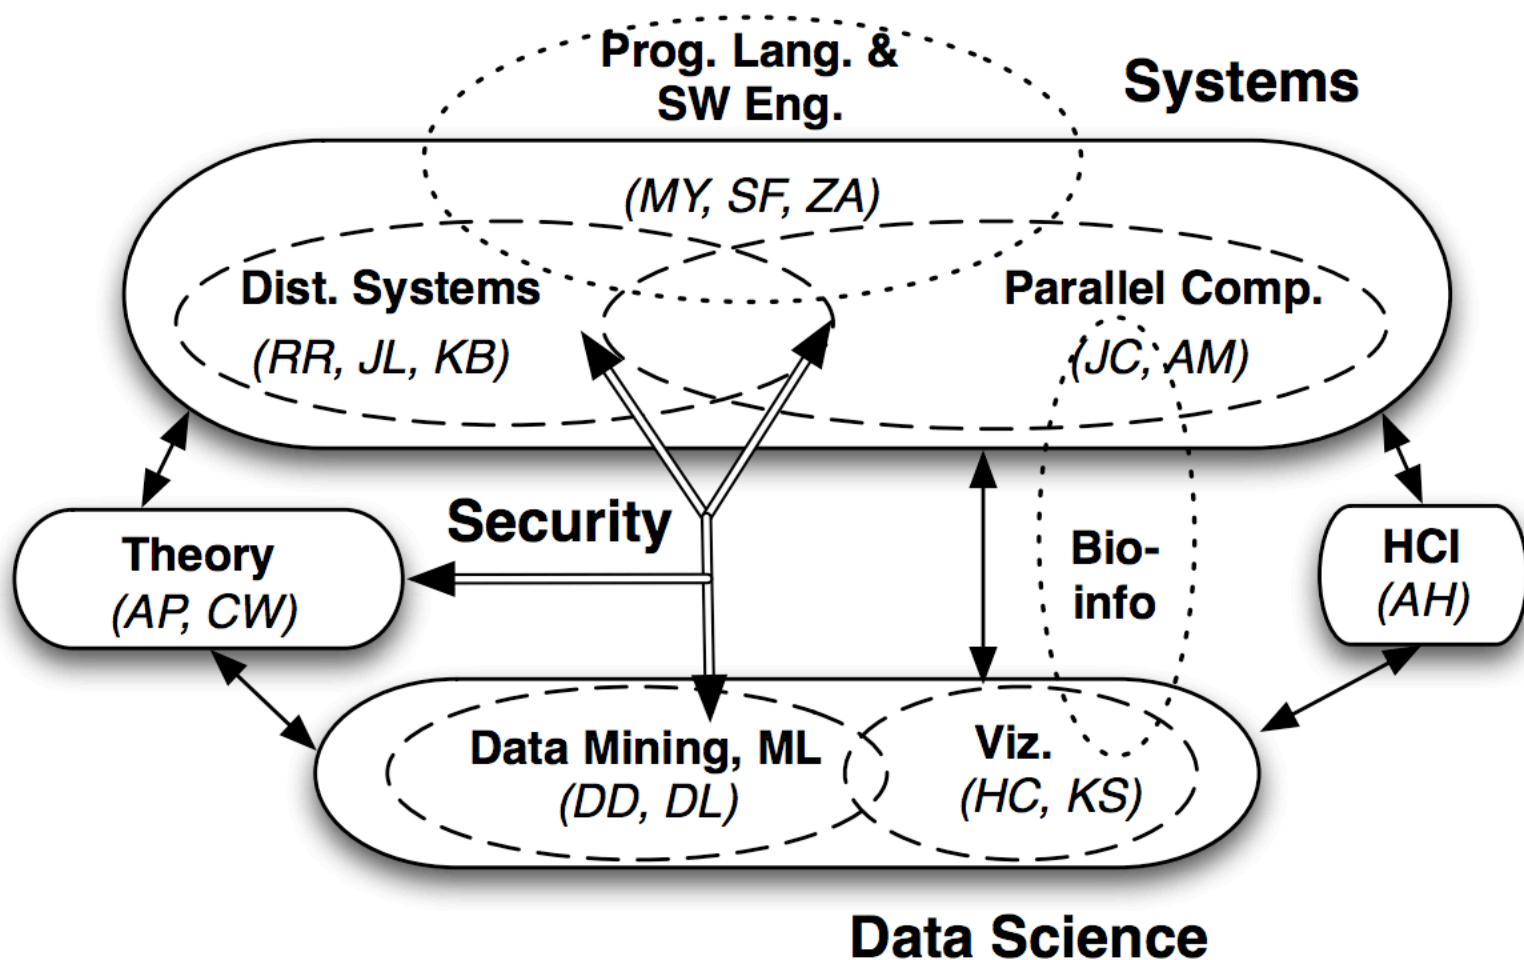 Prog. Lang. &
SW Eng.
Systems
(MY, SF, ZA)
Dist. Systems
(RR, JL, KB)
Parallel Comp.
(JC, AM)
Security
Theory
(AP, CW)
Bio-
info
HCI
(AH)
Data Mining, ML
(DD, DL)
Viz.
(HC, KS)
Data Science